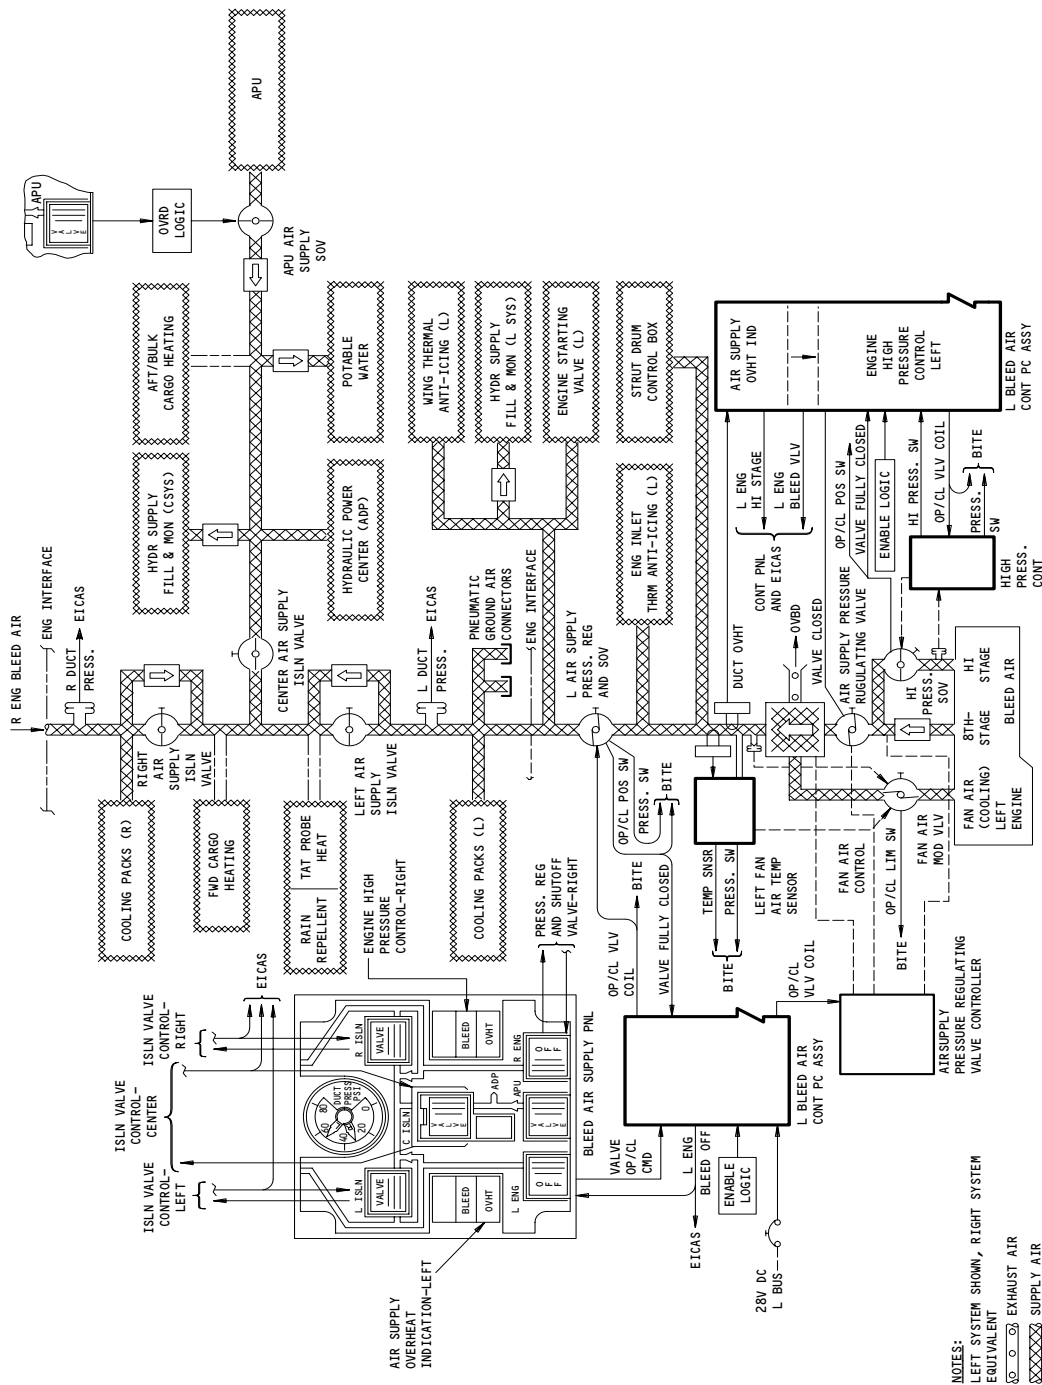 APU
VALVE
OVRD
LOGIC
APU
APU AIR
SUPPLY
SOV
AFT/BULK
CARGO HEATING
POTABLE
WATER
HYDR SUPPLY
FILL & MON (CSYS)
HYDRAULIC POWER
CENTER (ADP)
WING THERMAL
ANTI-ICING (L)
HYDR SUPPLY
FILL & MON (L SYS)
ENGINE STARTING
VALVE (L)
STRUT DRUM
CONTROL BOX
ENG INLET
THRM ANTI-ICING (L)
R ENG BLEED AIR
ENG INTERFACE
R DUCT
PRESS.
EICAS
RIGHT
AIR
SUPPLY ISLN
VALVE
CENTER AIR SUPPLY
ISLN VALVE
LEFT AIR
SUPPLY
ISLN VALVE
L DUCT
PRESS.
EICAS
PNEUMATIC
GROUND AIR
CONNECTORS
ENG INTERFACE
L AIR SUPPLY
PRESS. REG
AND SOV
COOLING PACKS (R)
FWD CARGO
HEATING
TAT PROBE
HEAT
RAIN
REPELLENT
COOLING PACKS (L)
AIR SUPPLY
OVHT IND
ENGINE HIGH
PRESSURE
CONTROL
LEFT
L BLEED AIR
CONT PC ASSY
DUCT OVHT
L ENG
HI STAGE
L ENG
BLEED VLV
CONT PNL
AND EICAS
OVBD
VALVE CLOSED
AIR SUPPLY PRESSURE
RUGULATING VALVE
OP/CL POS SW
VALVE FULLY CLOSED
ENABLE LOGIC
HI PRESS. SW
OP/CL VLV COIL
PRESS.
SW
BITE
HIGH
PRESS.
CONT
HI
PRESS.
SOV
HI
STAGE
8TH-
STAGE
BLEED AIR
FAN AIR
(COOLING)
LEFT
ENGINE
FAN AIR
MOD VLV
FAN AIR
CONTROL
OP/CL LIM SW
BITE
OP/CL POS SW
PRESS. SW
BITE
VALVE FULLY CLOSED
OP/CL VLV
COIL
BITE
TEMP SNSR
PRESS. SW
BITE
LEFT FAN
AIR TEMP
SENSOR
OP/CL
VLV COIL
AIRSUPPLY
PRESSURE REGULATING
VALVE CONTROLLER
L BLEED AIR
CONT PC ASSY
ENGINE HIGH
PRESSURE
CONTROL-RIGHT
PRESS. REG
AND SHUTOFF
VALVE-RIGHT
EICAS
ISLN VALVE
CONTROL-
RIGHT
ISLN VALVE
CONTROL-
CENTER
ISLN VALVE
CONTROL-
LEFT
R ISLN
VALVE
BLEED
OVHT
R ENG
OFF
DUCT
PRESS
PSI
0
20
40
60
80
C ISLN
VALVE
ADP
APU
VALVE
L ISLN
VALVE
BLEED
OVHT
L ENG
OFF
BLEED AIR SUPPLY PNL
AIR SUPPLY
OVERHEAT
INDICATION-LEFT
VALVE
OP/CL
CMD
L ENG
BLEED OFF
EICAS
ENABLE
LOGIC
28V DC
L BUS
NOTES:
LEFT SYSTEM SHOWN, RIGHT SYSTEM
EQUIVALENT
EXHAUST AIR
SUPPLY AIR